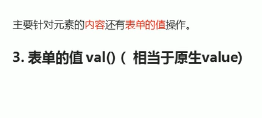 主要针对元素的内容还有表单的值操作。
3. 表单的值 val()（ 相当于原生value)